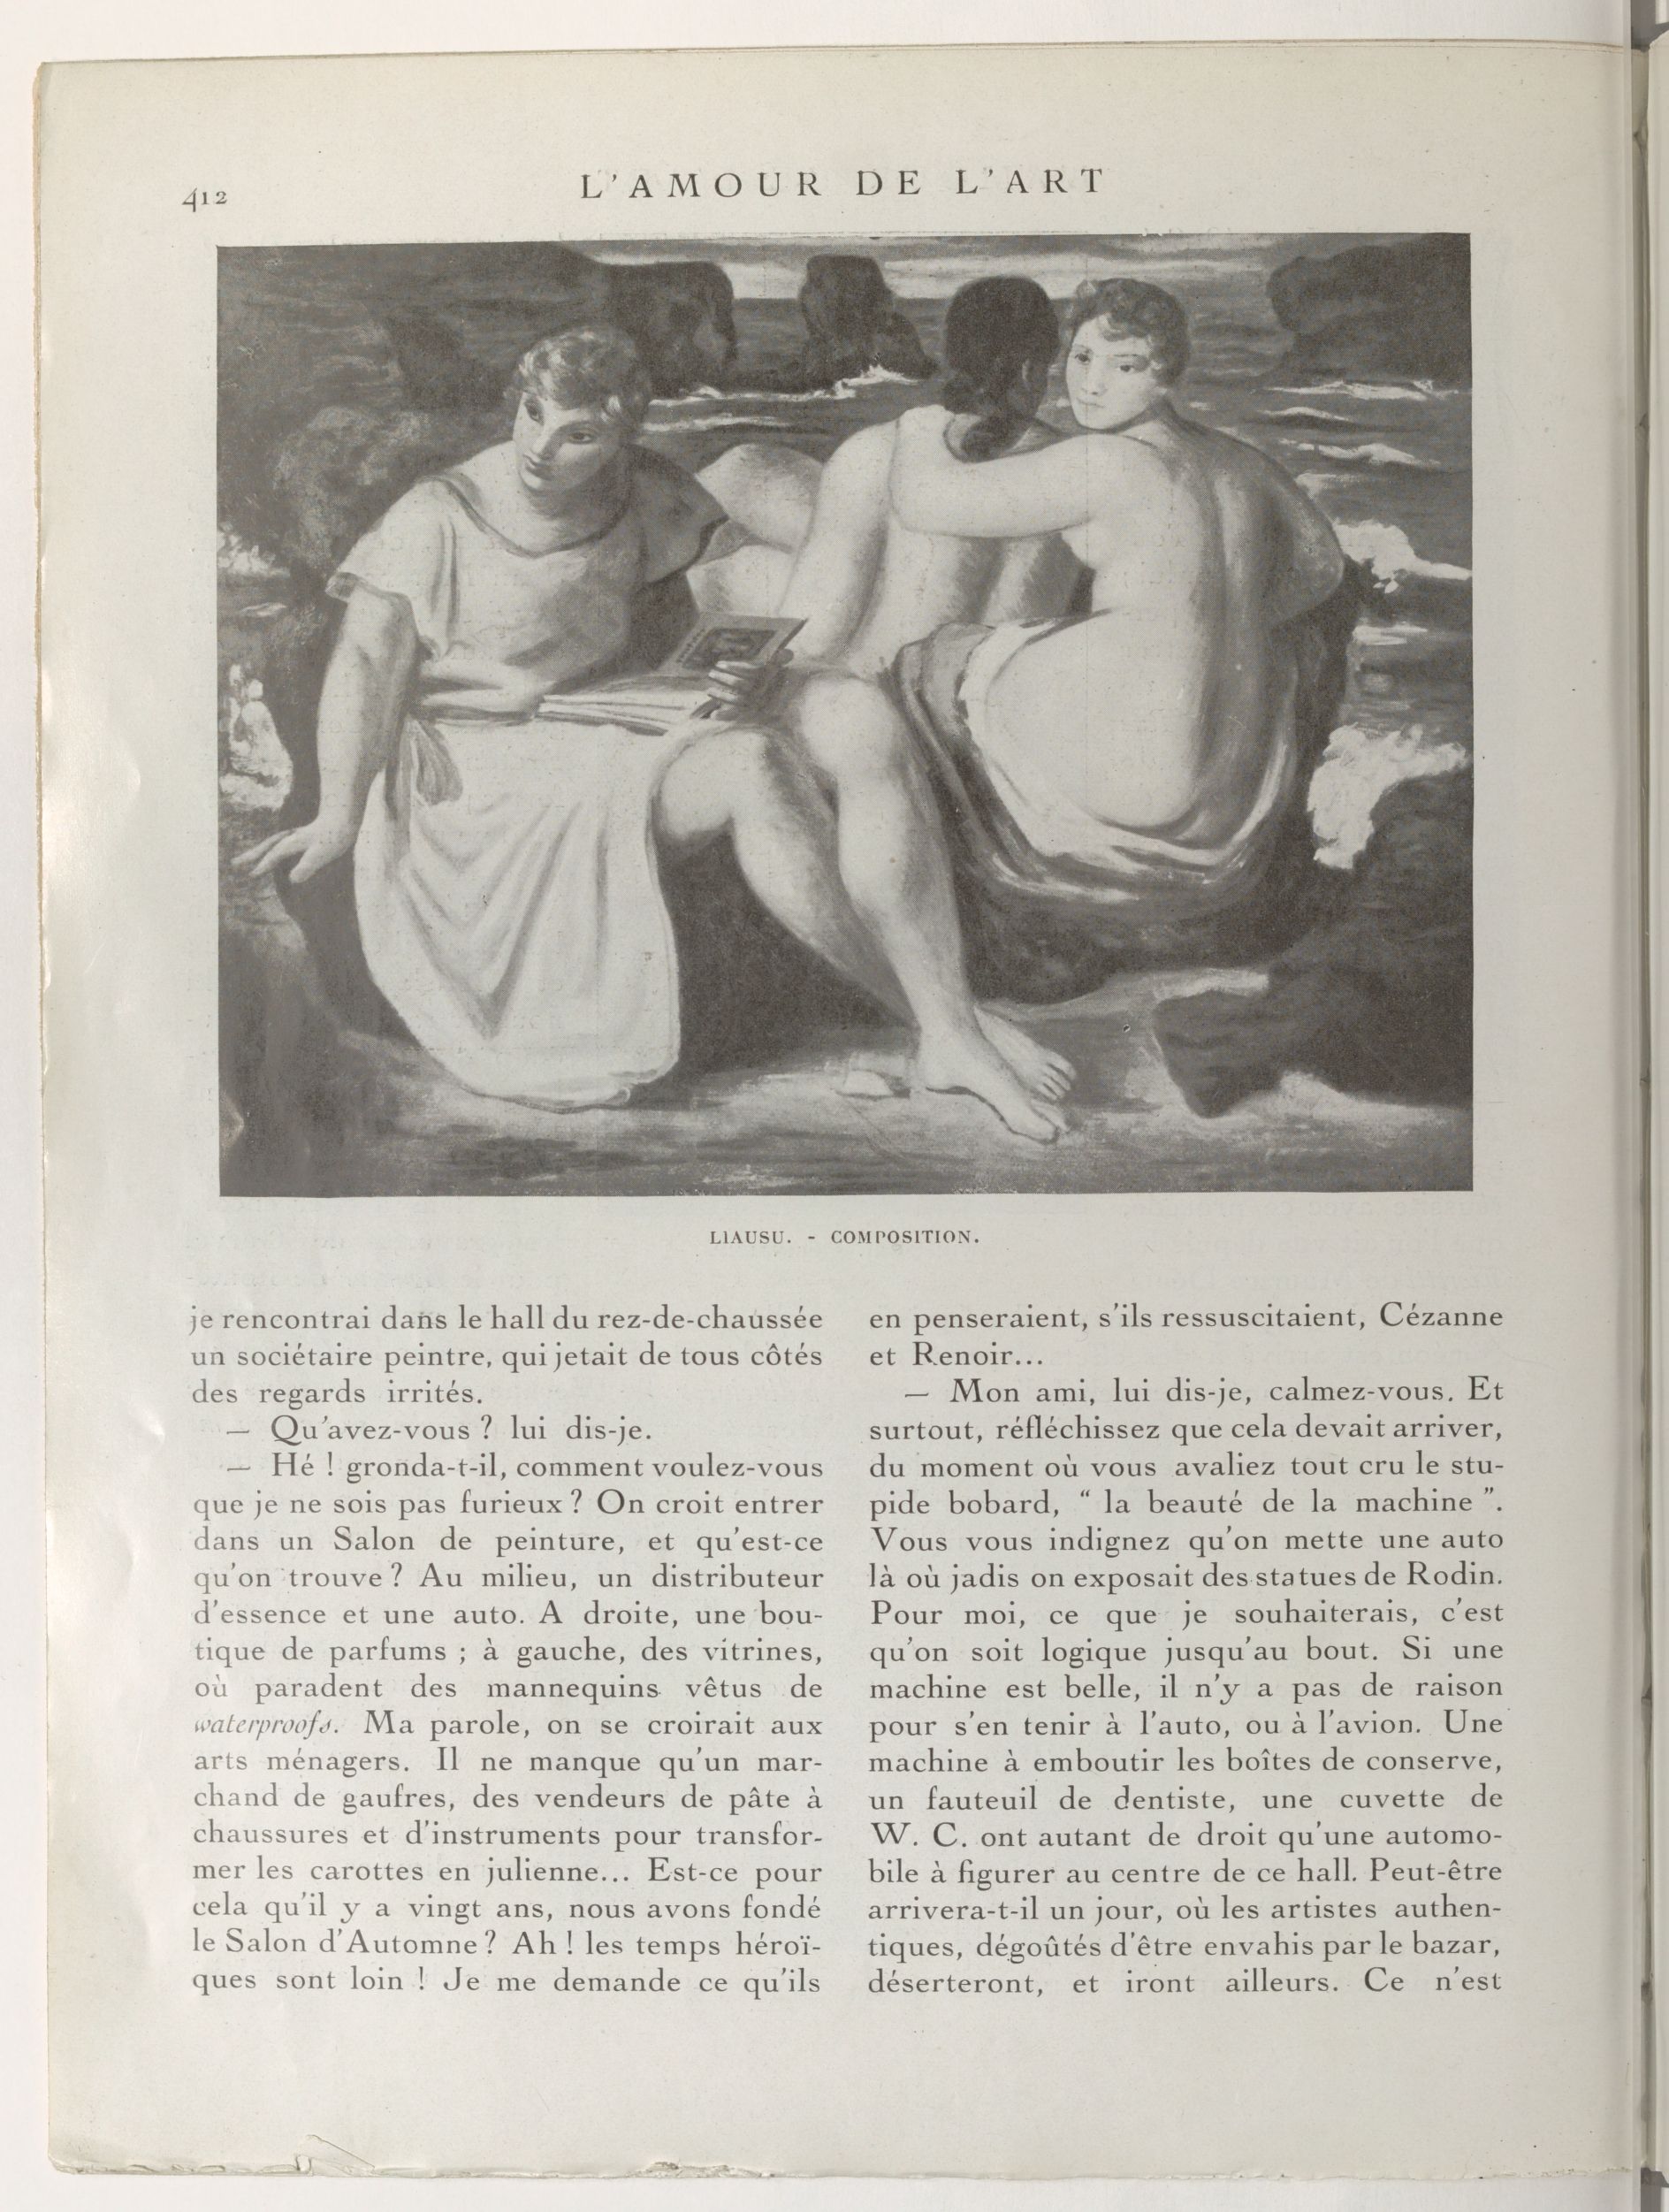 412
L'AMOUR DE L'ART
LIAUSU. - COMPOSITION.
je rencontrai dans le hall du rez-de-chaussée
un sociétaire peintre, qui jetait de tous côtés
des regards irrités.
— Qu'avez-vous ? lui dis-je.
— Hé ! gronda-t-il, comment voulez-vous
que je ne sois pas furieux ? On croit entrer
dans un Salon de peinture, et qu'est-ce
qu'on trouve ? Au milieu, un distributeur
d'essence et une auto. A droite, une bou-
tique de parfums ; à gauche, des vitrines,
où paradent des mannequins vêtus de
waterproofs. Ma parole, on se croirait aux
arts ménagers. Il ne manque qu'un mar-
chand de gaufres, des vendeurs de pâte à
chaussures et d'instruments pour transfor-
mer les carottes en julienne... Est-ce pour
cela qu'il y a vingt ans, nous avons fondé
le Salon d'Automne ? Ah ! les temps héroï-
ques sont loin ! Je me demande ce qu'ils
en penseraient, s'ils ressuscitaient, Cézanne
et Renoir...
— Mon ami, lui dis-je, calmez-vous. Et
surtout, réfléchissez que cela devait arriver,
du moment où vous avaliez tout cru le stu-
pide bobard, “ la beauté de la machine ”.
Vous vous indignez qu'on mette une auto
là où jadis on exposait des statues de Rodin.
Pour moi, ce que je souhaiterais, c'est
qu'on soit logique jusqu'au bout. Si une
machine est belle, il n'y a pas de raison
pour s'en tenir à l'auto, ou à l'avion. Une
machine à emboutir les boîtes de conserve,
un fauteuil de dentiste, une cuvette de
W. C. ont autant de droit qu'une automo-
bile à figurer au centre de ce hall. Peut-être
arrivera-t-il un jour, où les artistes authen-
tiques, dégoûtés d'être envahis par le bazar,
déserteront, et iront ailleurs. Ce n'est